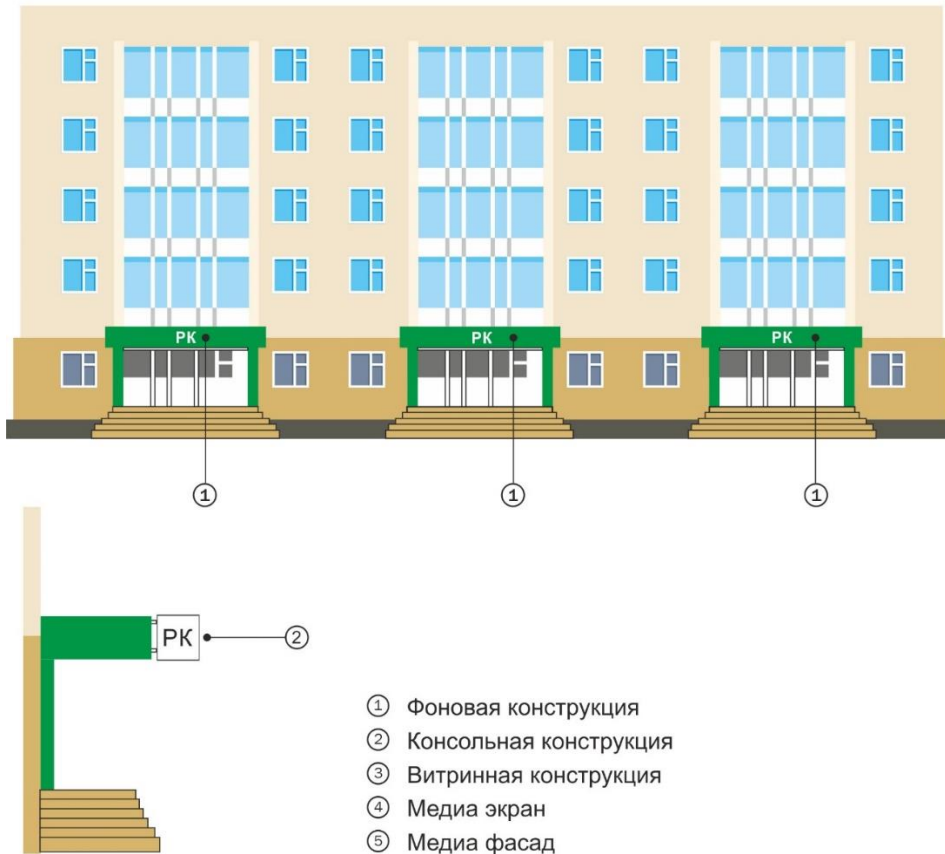 РК РК РК
1 1 1
РК 2
1 Фоновая конструкция
2 Консольная конструкция
3 Витринная конструкция
4 Медиа экран
5 Медиа фасад